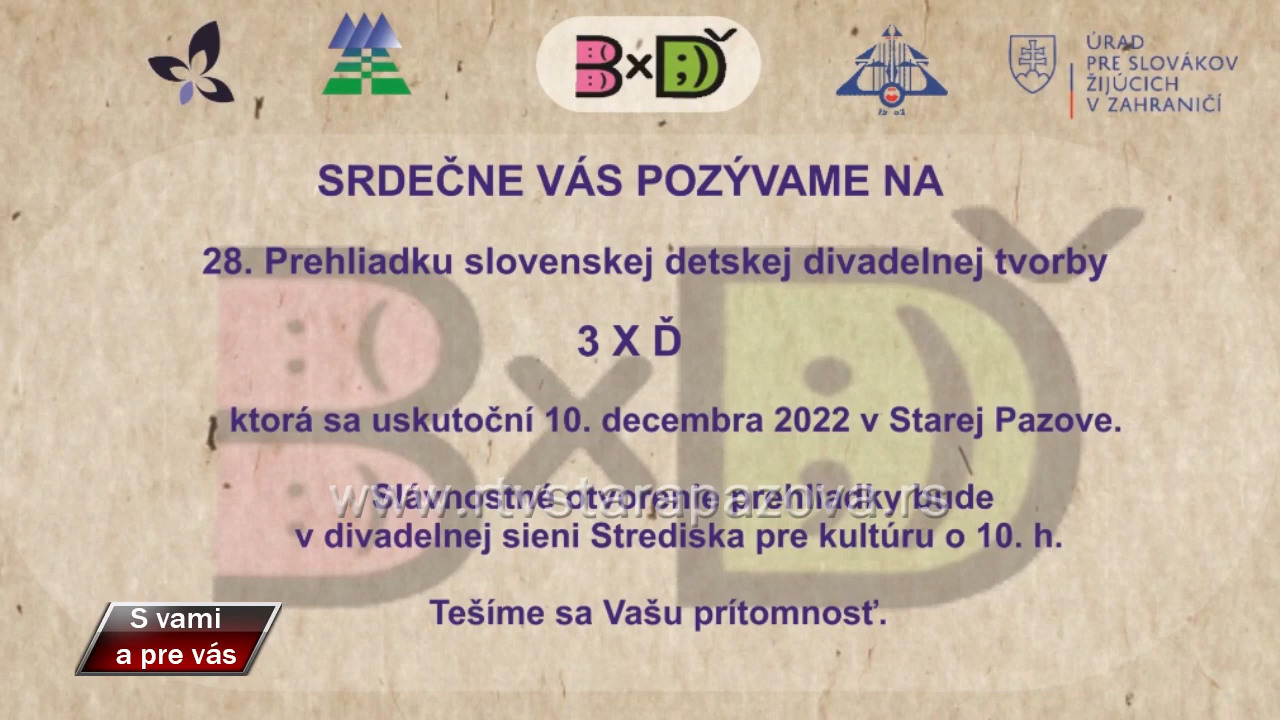 3xĎ
ÚRAD
PRE SLOVÁKOV
ŽIJÚCICH
V ZAHRANIČÍ
SRDEČNE VÁS POZÝVAME NA
28. Prehliadku slovenskej detskej divadelnej tvorby
3 X Ď
ktorá sa uskutoční 10. decembra 2022 v Starej Pazove.
Slávnostné otvorenie prehliadky bude
www.rtvstarapazova.rs
v divadelnej sieni Strediska pre kultúru o 10. h.
Tešíme sa Vašu prítomnosť.
S vami
a pre vás